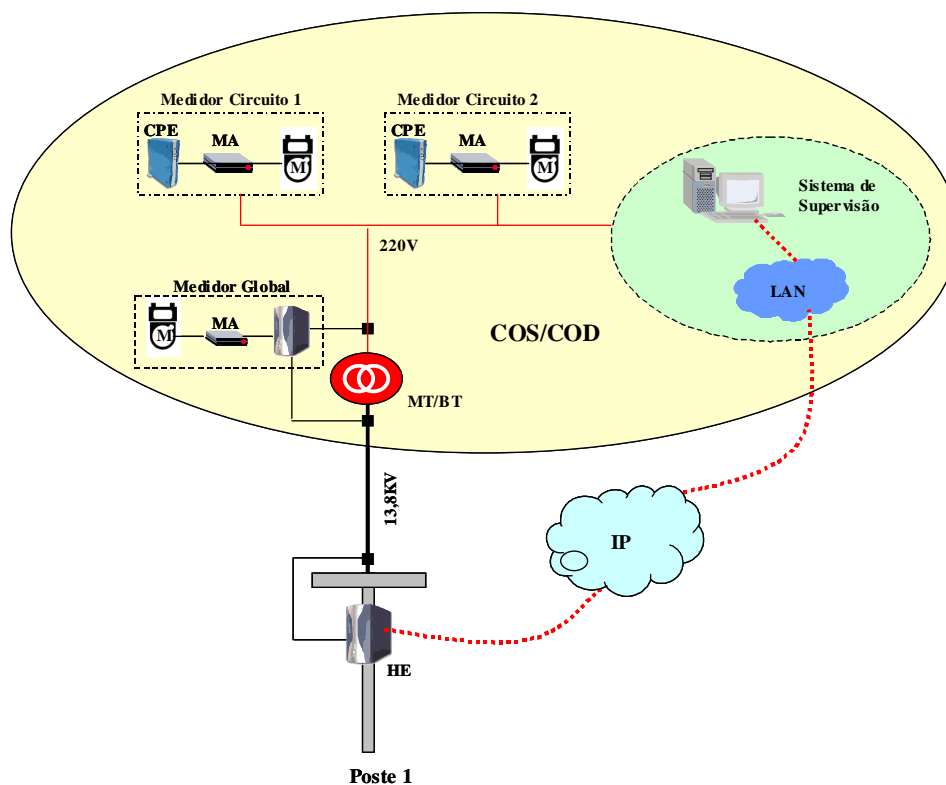 Medidor Circuito 1
CPE
MA
M
Medidor Circuito 2
CPE
MA
M
Sistema de
Supervisão
220V
LAN
Medidor Global
M
MA
COS/COD
MT/BT
13,8KV
IP
HE
Poste 1